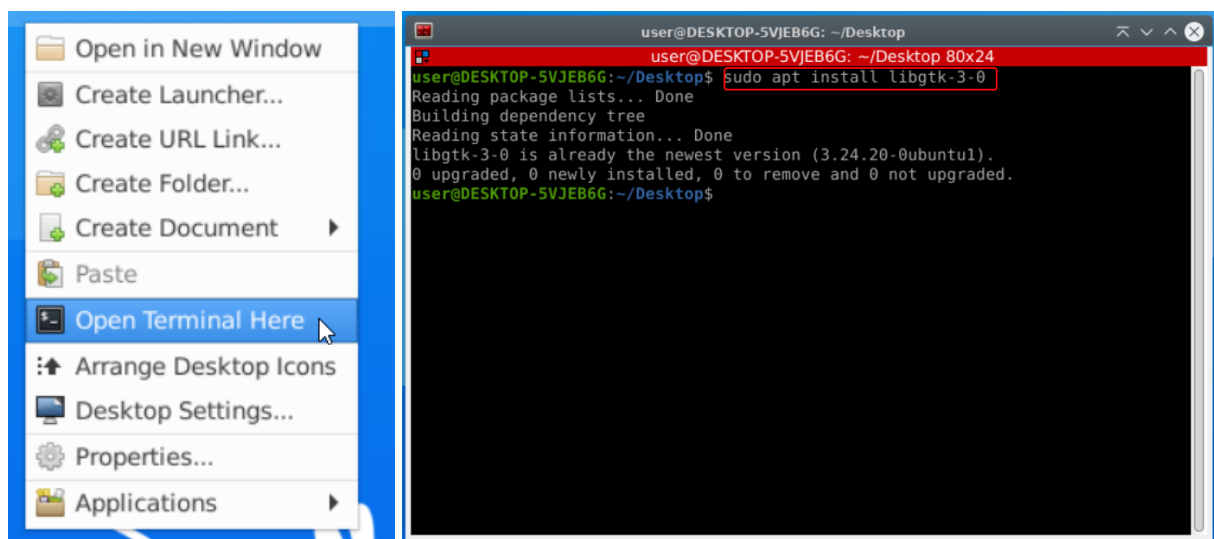 Open in New Window
Create Launcher...
Create URL Link...
Create Folder...
Create Document
Paste
Open Terminal Here
Arrange Desktop Icons
Desktop Settings...
Properties...
Applications
user@DESKTOP-5VJEB6G: ~/Desktop
user@DESKTOP-5VJEB6G: ~/Desktop 80x24
user@DESKTOP-5VJEB6G:~/Desktop$ sudo apt install libgtk-3-0
Reading package lists... Done
Building dependency tree
Reading state information... Done
libgtk-3-0 is already the newest version (3.24.20-0ubuntu1).
0 upgraded, 0 newly installed, 0 to remove and 0 not upgraded.
user@DESKTOP-5VJEB6G:~/Desktop$